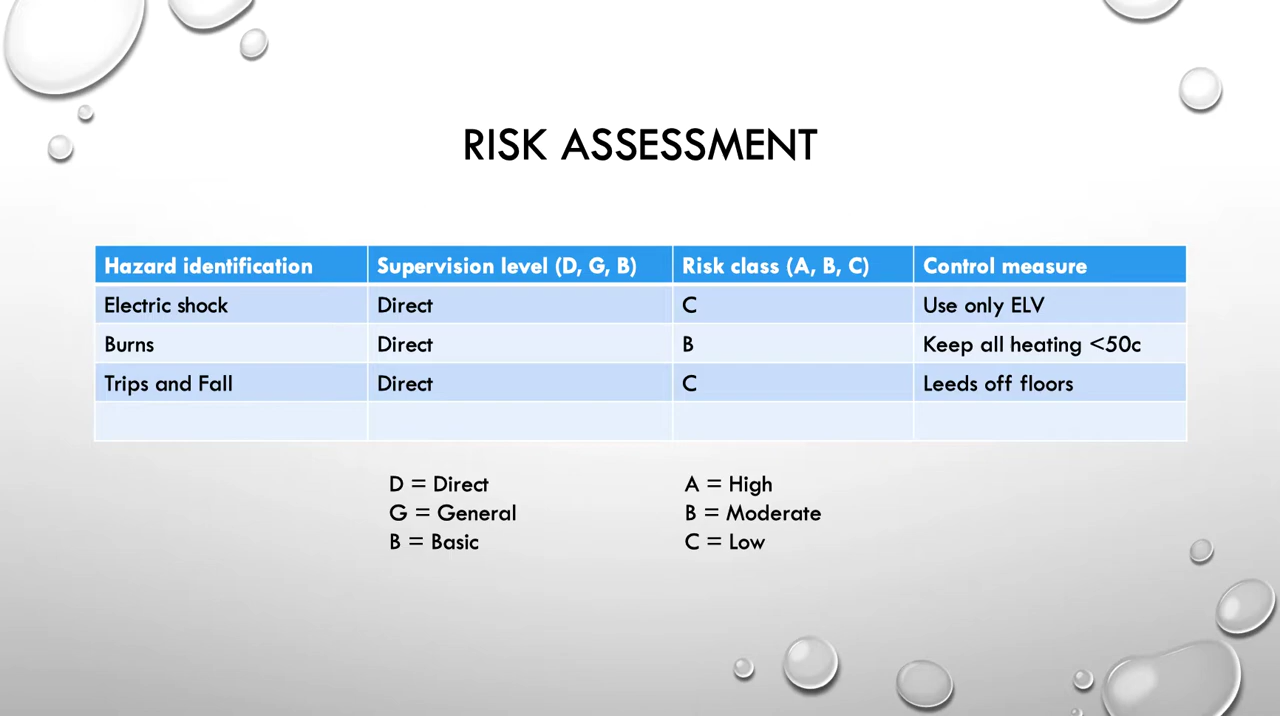 RISK ASSESSMENT
Hazard identification Supervision level (D, G, B) Risk class (A, B, C) Control measure
Electric shock Direct C Use only ELV
Burns Direct B Keep all heating <50c
Trips and Fall Direct C Leeds off floors
D = Direct A = High
G = General B = Moderate
B = Basic C = Low